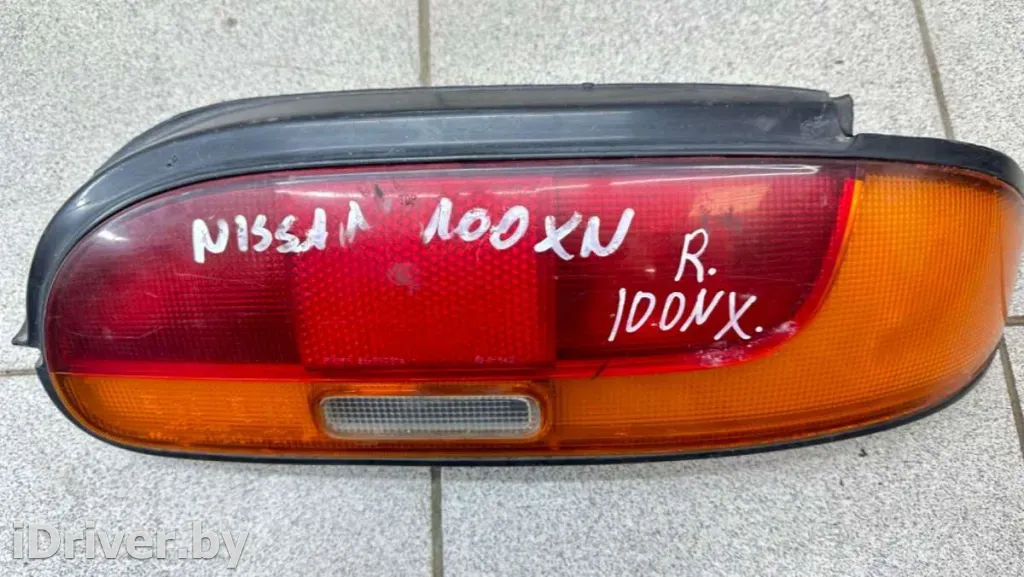 NISSAN 100XN
R.
100NX.
iDriver.by